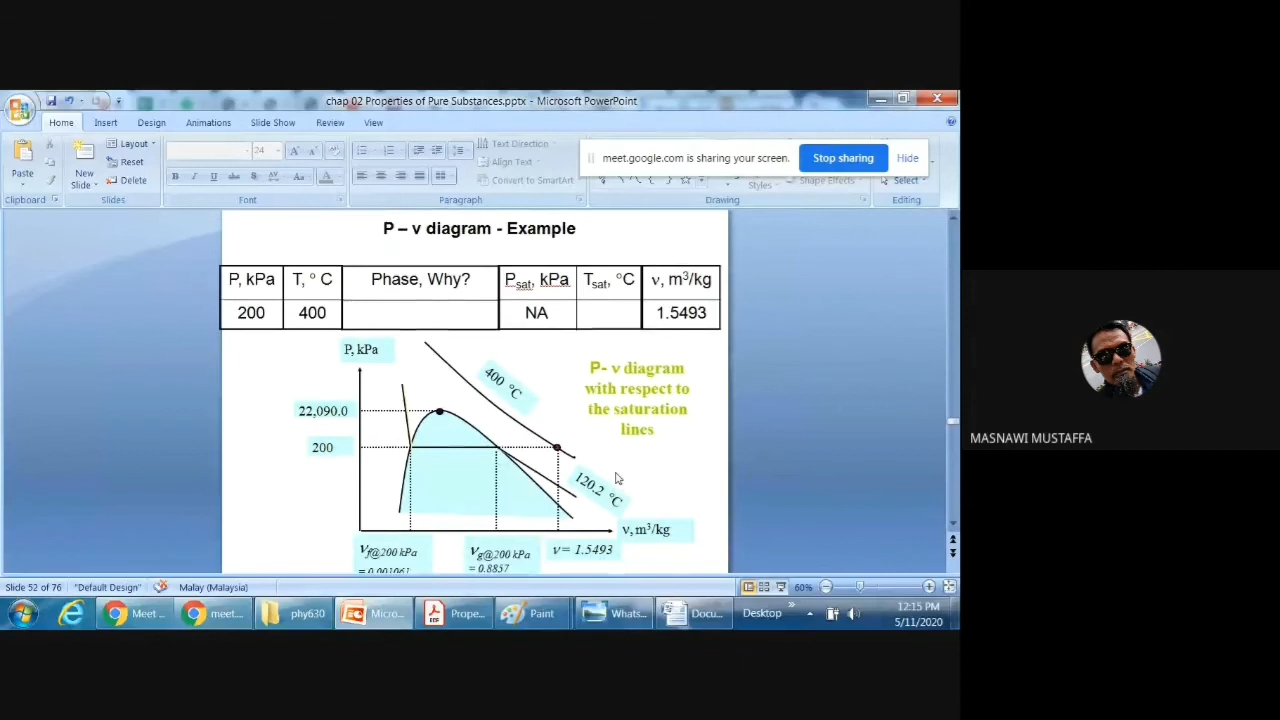 chap 02 Properties of Pure Substances.pptx - Microsoft PowerPoint
Home Insert Design Animations Slide Show Review View
Paste
New Slide
Layout
Reset
Delete
24
Text Direction
Align Text
Convert to SmartArt
meet.google.com is sharing your screen. Stop sharing Hide
Styles
Shape Effects
Select
Clipboard Slides Font Paragraph Drawing Editing
P – ν diagram - Example
P, kPa T, ° C Phase, Why? Psat, kPa Tsat, °C ν, m³/kg
200 400 NA 1.5493
P, kPa
400 °C
P- ν diagram
with respect to
the saturation
lines
22,090.0
200
120.2 °C
ν, m³/kg
νf@200 kPa
= 0.001061
νg@200 kPa
= 0.8857
ν = 1.5493
MASNAWI MUSTAFFA
Slide 52 of 76 "Default Design" Malay (Malaysia) 60%
Meet ... meet... phy630 Micro... Prope... Paint Whats... Docu... Desktop »
12:15 PM
5/11/2020